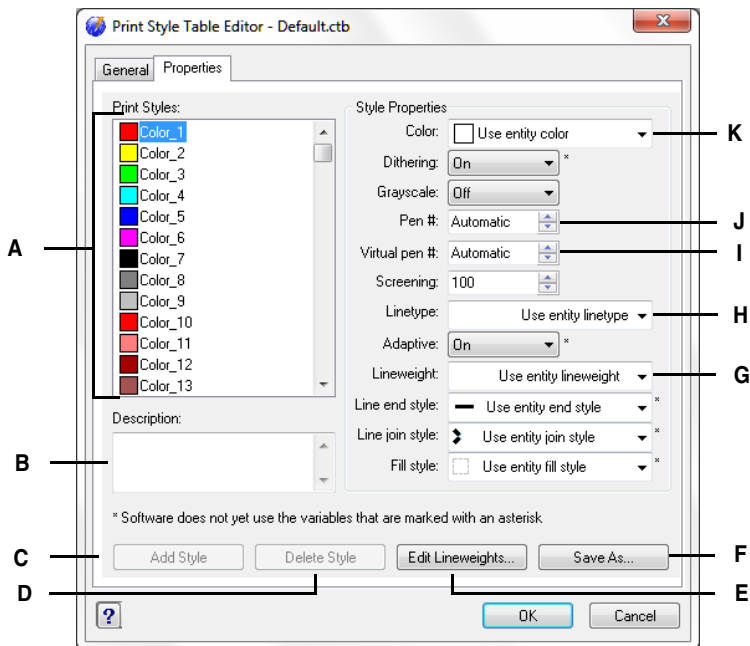 Print Style Table Editor - Default.ctb
General Properties
Print Styles:
Color_1
Color_2
Color_3
Color_4
Color_5
Color_6
Color_7
Color_8
Color_9
Color_10
Color_11
Color_12
Color_13
Description:
Style Properties
Color: Use entity color
Dithering: On *
Grayscale: Off
Pen #: Automatic
Virtual pen #: Automatic
Screening: 100
Linetype: Use entity linetype
Adaptive: On *
Lineweight: Use entity lineweight
Line end style: Use entity end style *
Line join style: Use entity join style *
Fill style: Use entity fill style *
* Software does not yet use the variables that are marked with an asterisk
Add Style Delete Style Edit Lineweights... Save As...
? OK Cancel
A
B
C
D
E
F
G
H
I
J
K